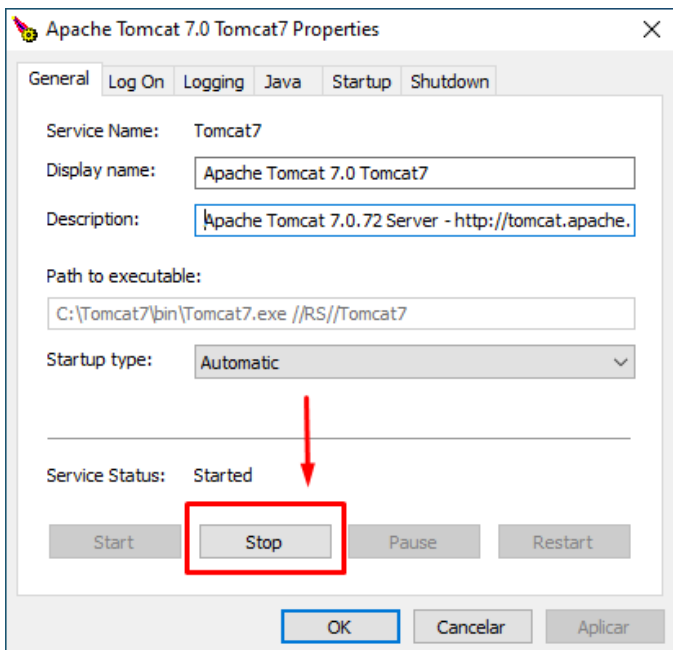 Apache Tomcat 7.0 Tomcat7 Properties
General Log On Logging Java Startup Shutdown
Service Name: Tomcat7
Display name: Apache Tomcat 7.0 Tomcat7
Description: Apache Tomcat 7.0.72 Server - http://tomcat.apache.
Path to executable:
C:\Tomcat7\bin\Tomcat7.exe //RS//Tomcat7
Startup type: Automatic
Service Status: Started
Start Stop Pause Restart
OK Cancelar Aplicar